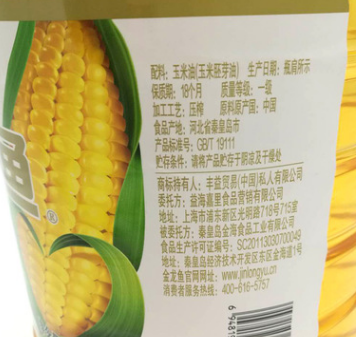 配料：玉米油(玉米胚芽油) 生产日期：瓶肩所示
保质期：18个月 质量等级：一级
加工工艺：压榨 原料原产国：中国
食品产地：河北省秦皇岛市
产品标准号：GB/T 19111
贮存条件：请将产品贮存于阴凉及干燥处
商标持有人：丰益贸易(中国)私人有限公司
委托方：益海嘉里食品营销有限公司
地址：上海市浦东新区光明路718号715室
被委托方：秦皇岛金海食品工业有限公司
食品生产许可证编号：SC20113030700049
地址：秦皇岛经济技术开发区东区金海道1号
金龙鱼官网网址：www.jinlongyu.cn
消费者服务热线：400-616-5757
®